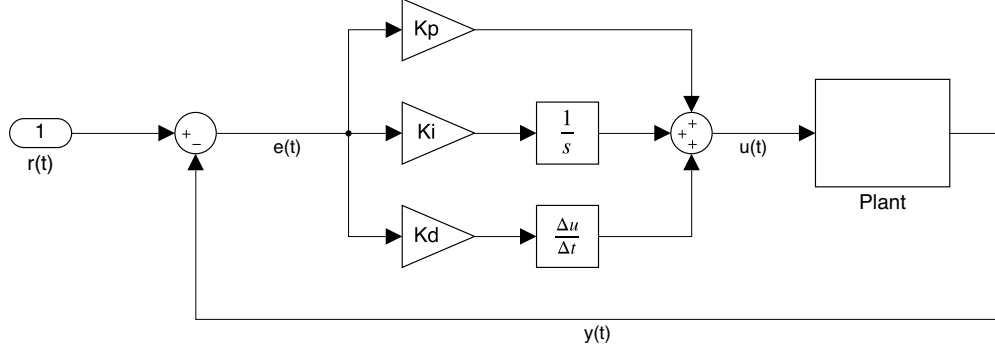 Kp
1
r(t)
+
−
e(t)
Ki
1
s
+
+
+
u(t)
Plant
Kd
Δu
Δt
y(t)